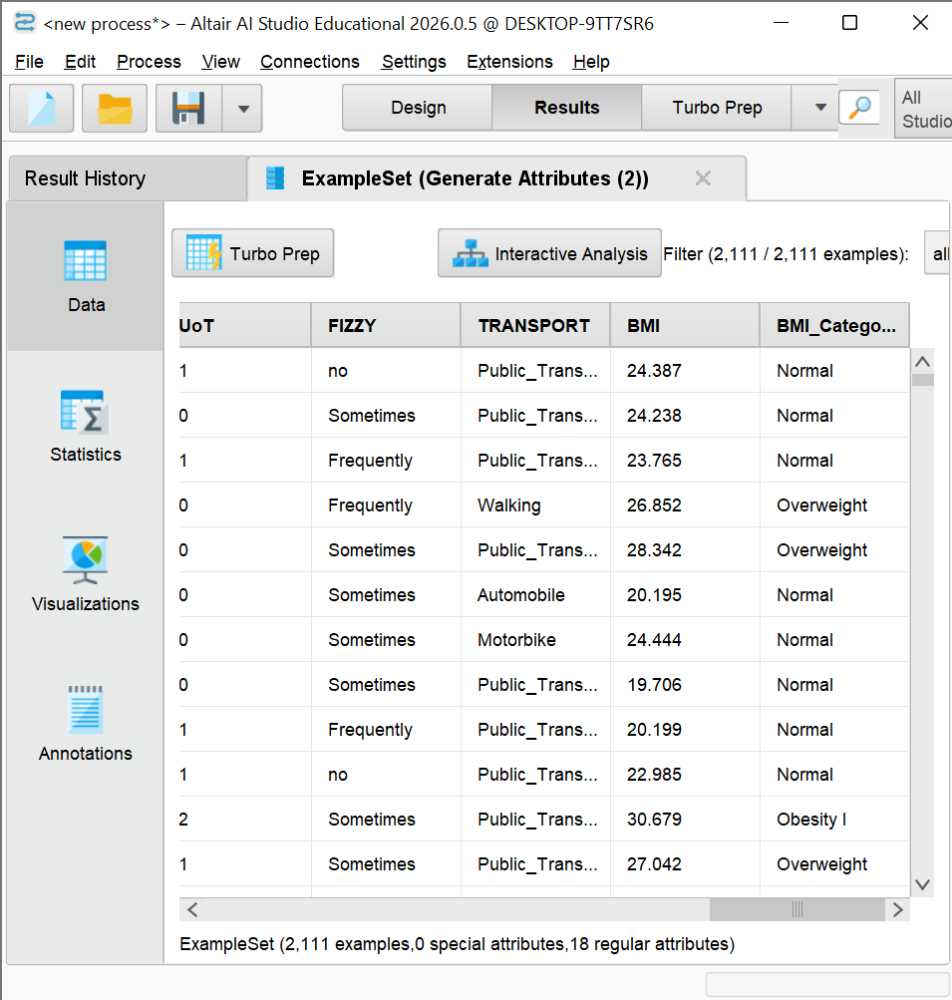 <new process*> – Altair AI Studio Educational 2026.0.5 @ DESKTOP-9TT7SR6
File Edit Process View Connections Settings Extensions Help
Design Results Turbo Prep All Studio
Result History ExampleSet (Generate Attributes (2))
Data
Statistics
Visualizations
Annotations
Turbo Prep Interactive Analysis Filter (2,111 / 2,111 examples): all
UoT FIZZY TRANSPORT BMI BMI_Catego...
1 no Public_Trans... 24.387 Normal
0 Sometimes Public_Trans... 24.238 Normal
1 Frequently Public_Trans... 23.765 Normal
0 Frequently Walking 26.852 Overweight
0 Sometimes Public_Trans... 28.342 Overweight
0 Sometimes Automobile 20.195 Normal
0 Sometimes Motorbike 24.444 Normal
0 Sometimes Public_Trans... 19.706 Normal
1 Frequently Public_Trans... 20.199 Normal
1 no Public_Trans... 22.985 Normal
2 Sometimes Public_Trans... 30.679 Obesity I
1 Sometimes Public_Trans... 27.042 Overweight
ExampleSet (2,111 examples,0 special attributes,18 regular attributes)